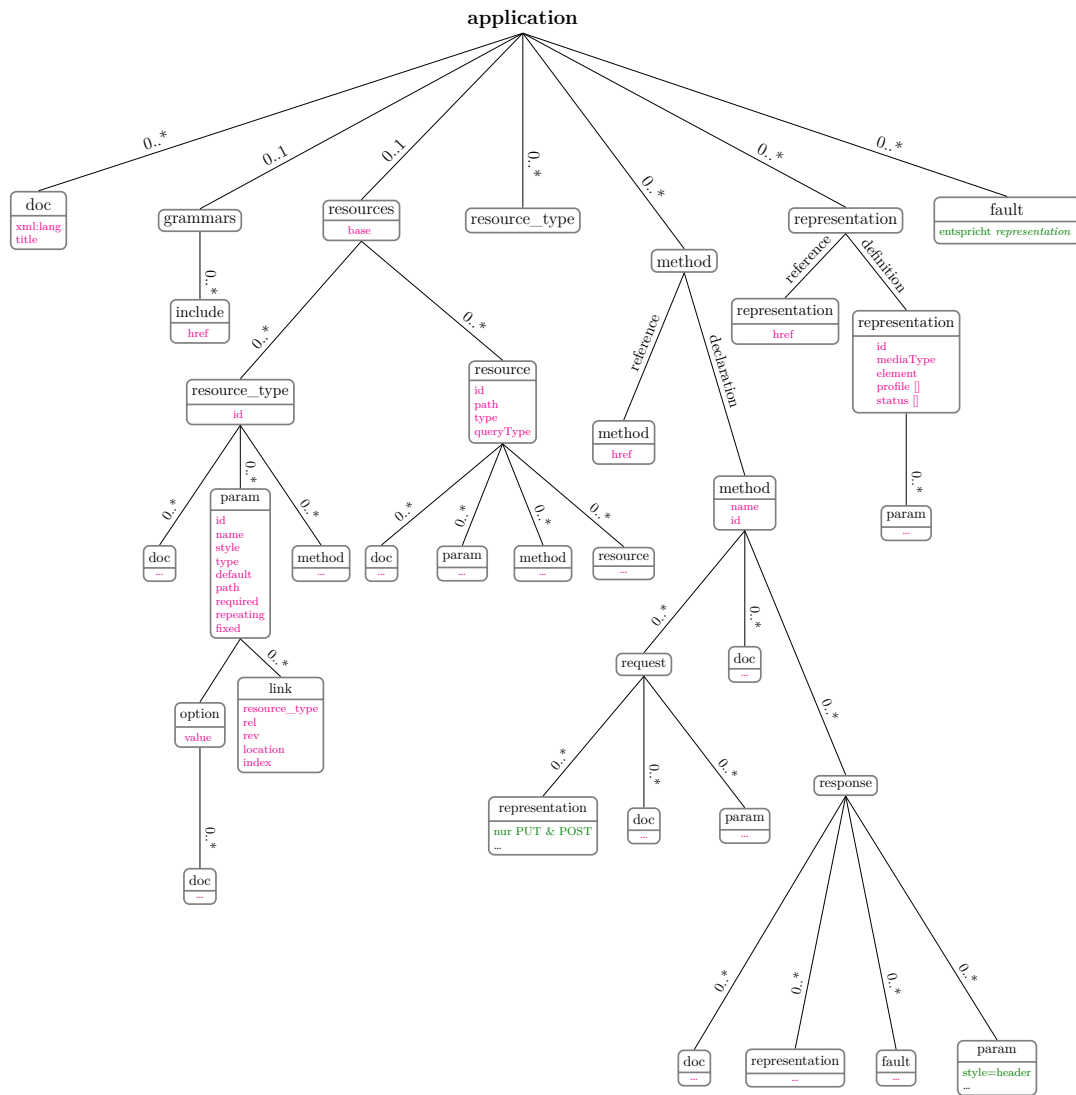 application
0..*
0..1
0..1
0..*
0..*
0..*
0..*
doc
xml:lang
title
grammars
resources
base
resource_type
method
representation
fault
entspricht representation
0..*
include
href
0..*
0..*
resource_type
id
resource
id
path
type
queryType
reference
declaration
method
href
method
name
id
reference
definition
representation
href
representation
id
mediaType
element
profile []
status []
0..*
param
...
0..*
0..*
0..*
doc
...
param
id
name
style
type
default
path
required
repeating
fixed
method
...
0..*
0..*
0..*
0..*
doc
...
param
...
method
...
resource
...
0..*
option
value
link
resource_type
rel
rev
location
index
0..*
doc
...
0..*
0..*
0..*
request
doc
...
response
0..*
0..*
0..*
representation
nur PUT & POST
...
doc
...
param
...
0..*
0..*
0..*
0..*
doc
...
representation
...
fault
...
param
style=header
...